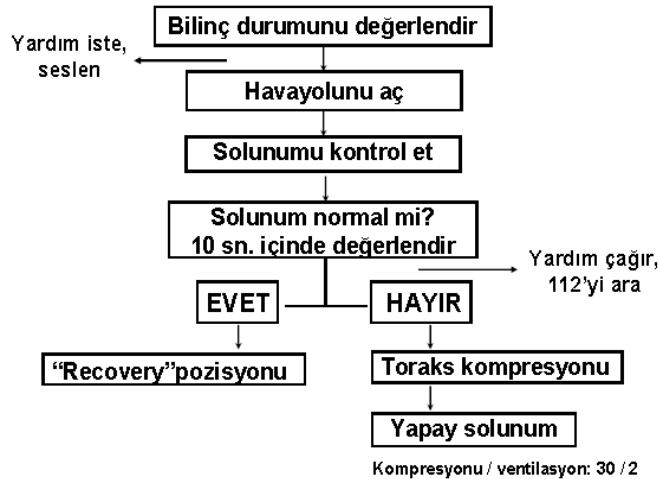 Bilinç durumunu değerlendir
Yardım iste,
seslen
Havayolunu aç
Solunumu kontrol et
Solunum normal mi?
10 sn. içinde değerlendir
Yardım çağır,
112'yi ara
EVET
HAYIR
"Recovery"pozisyonu
Toraks kompresyonu
Yapay solunum
Kompresyonu / ventilasyon: 30 / 2